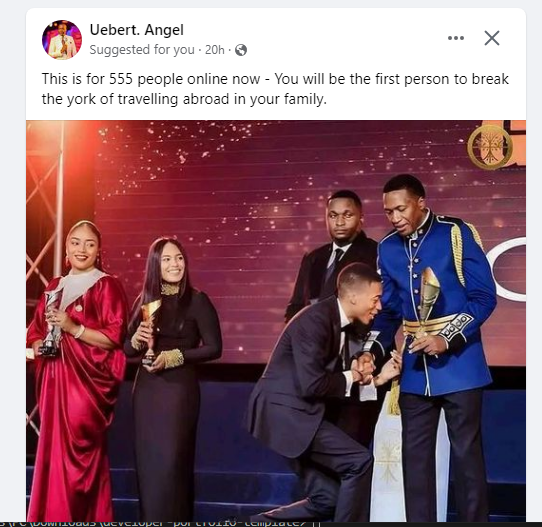 Uebert. Angel
Suggested for you · 20h ·
This is for 555 people online now - You will be the first person to break
the york of travelling abroad in your family.